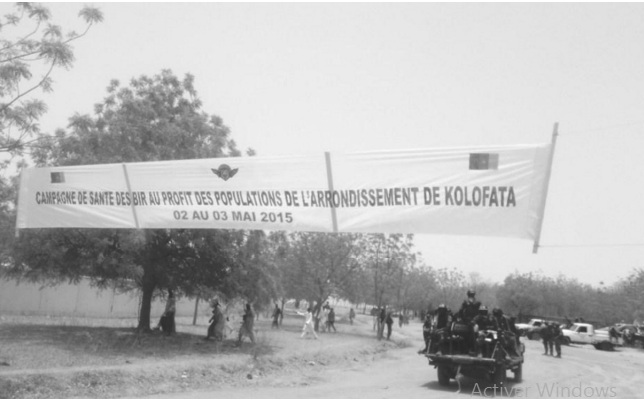 CAMPAGNE DE SANTE DES BIR AU PROFIT DES POPULATIONS DE L'ARRONDISSEMENT DE KOLOFATA
02 AU 03 MAI 2015
Activer Windows